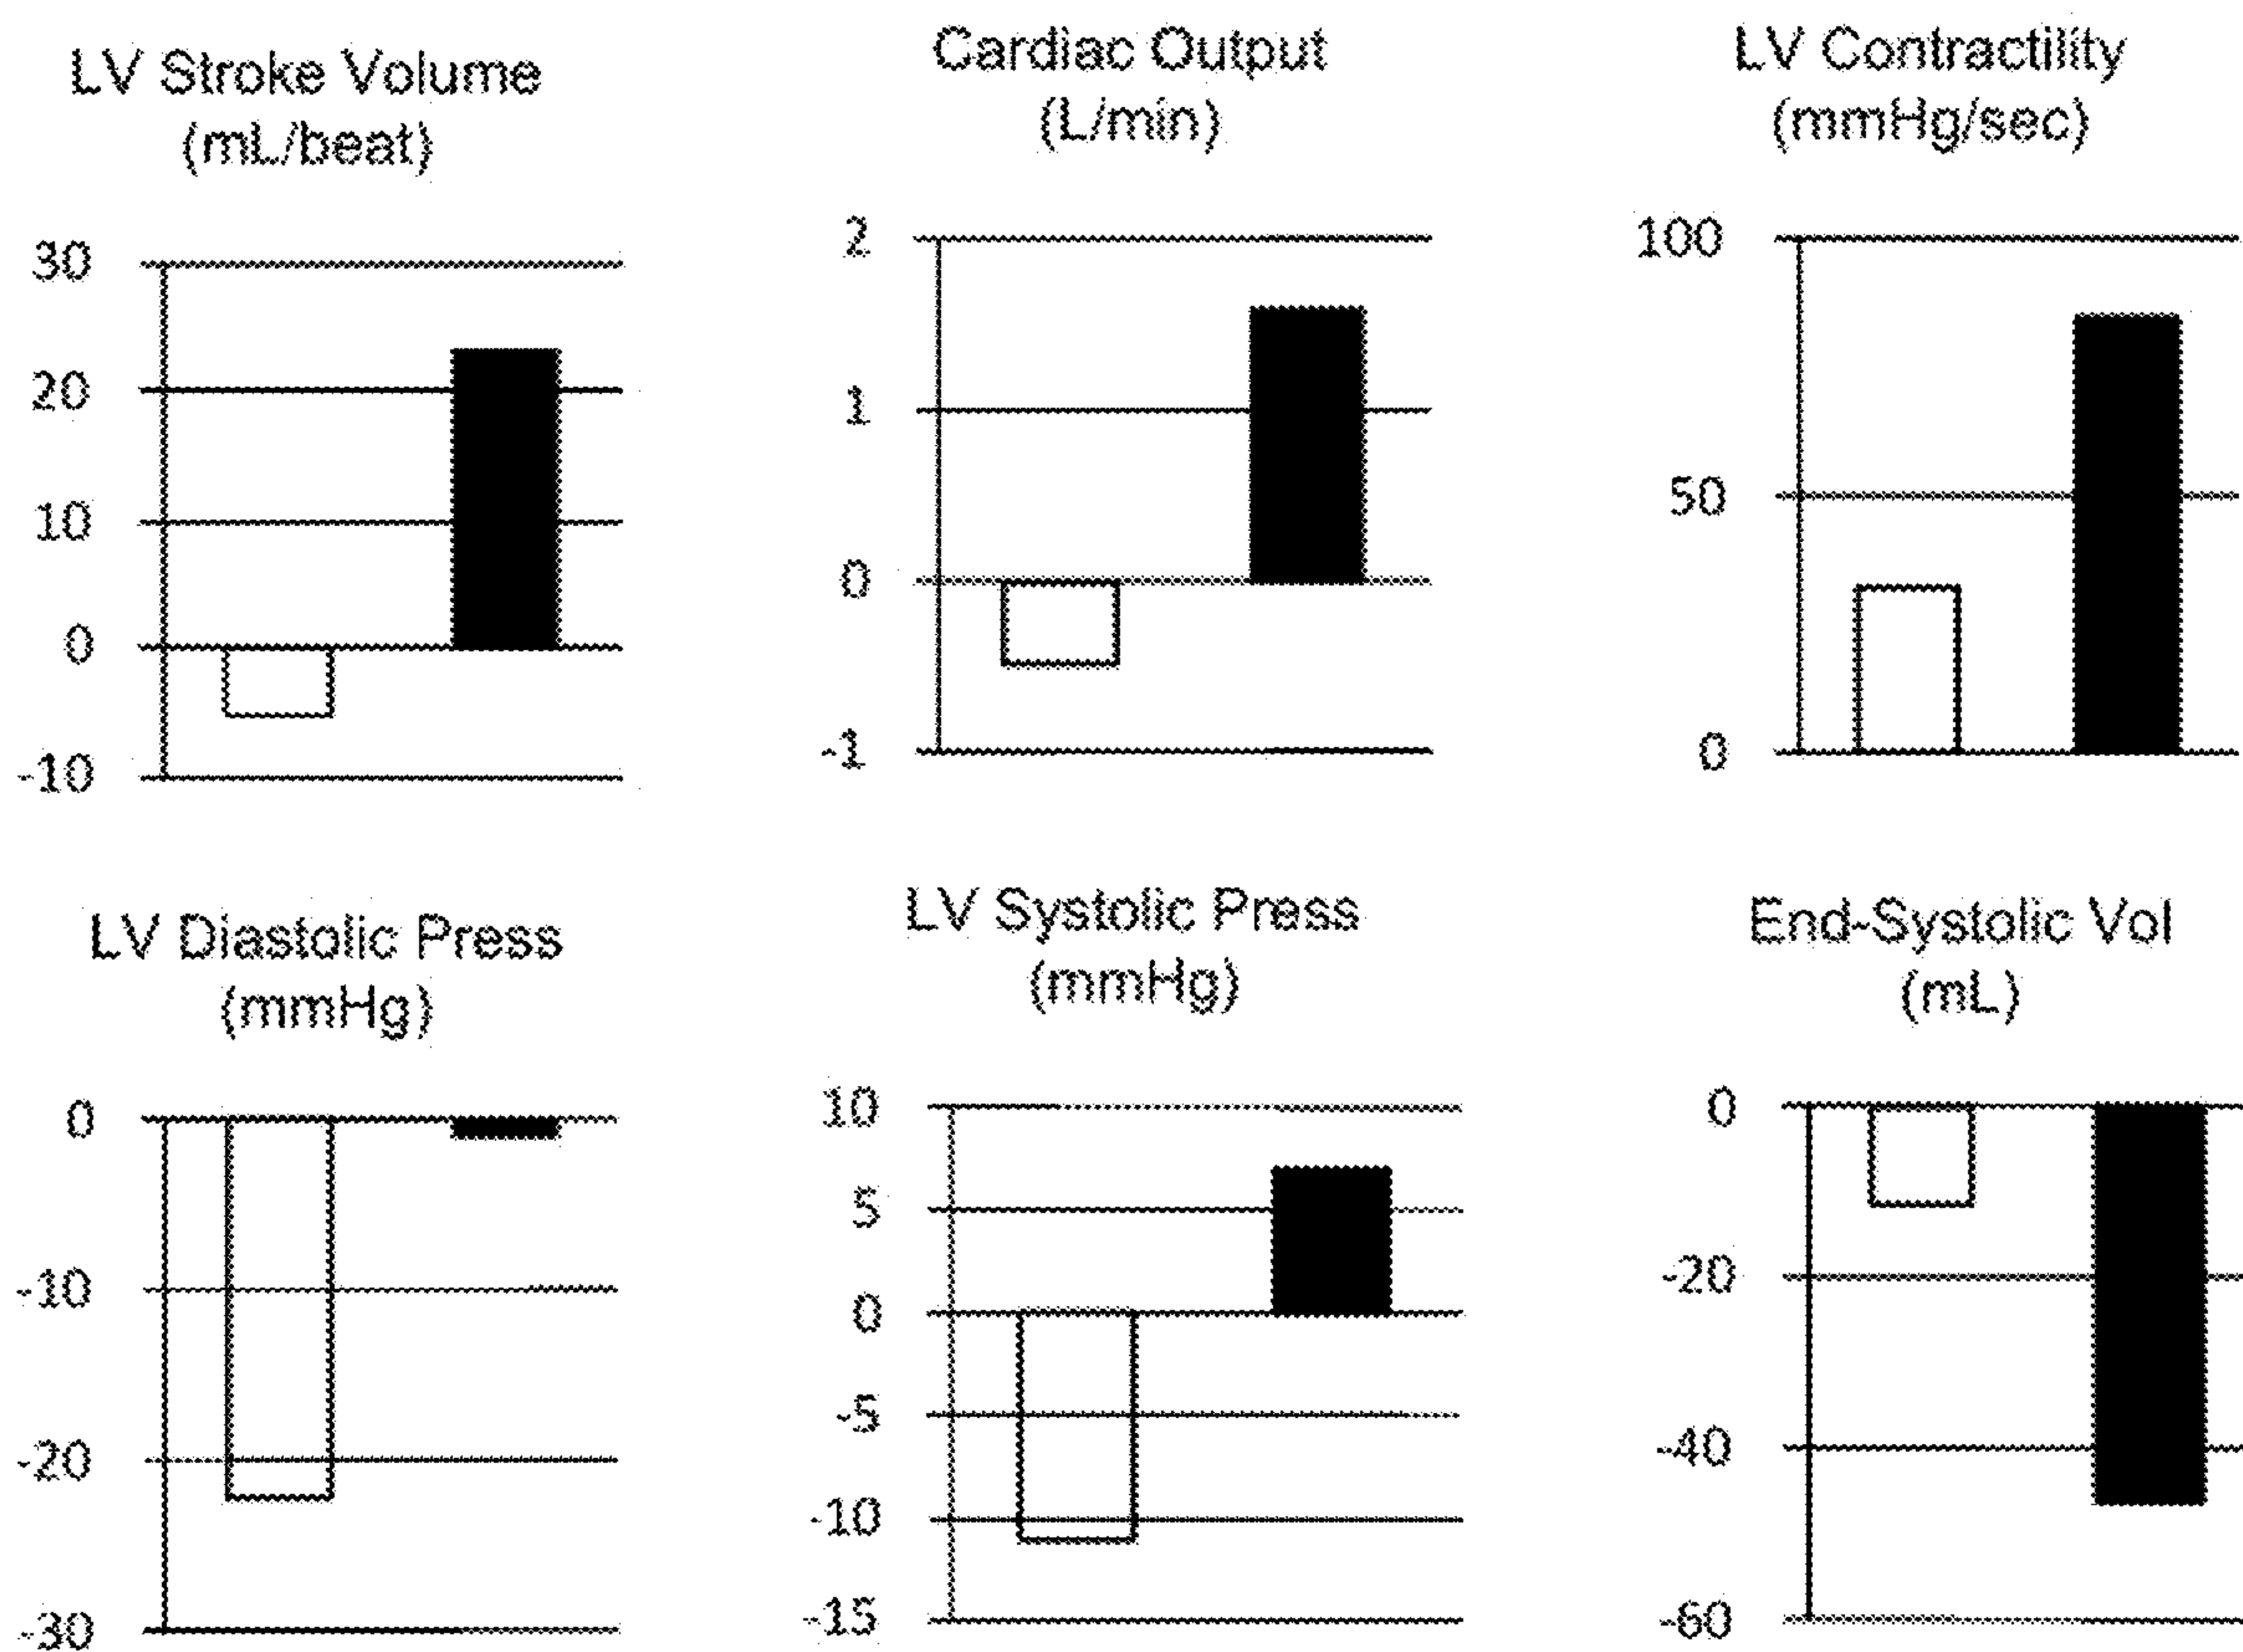 LV Stroke Volume
(mL/beat)
30
20
10
0
-10
Cardiac Output
(L/min)
2
1
0
-1
LV Contractility
(mmHg/sec)
100
50
0
LV Diastolic Press
(mmHg)
0
-10
-20
-30
LV Systolic Press
(mmHg)
10
5
0
-5
-10
-15
End-Systolic Vol
(mL)
0
-20
-40
-60